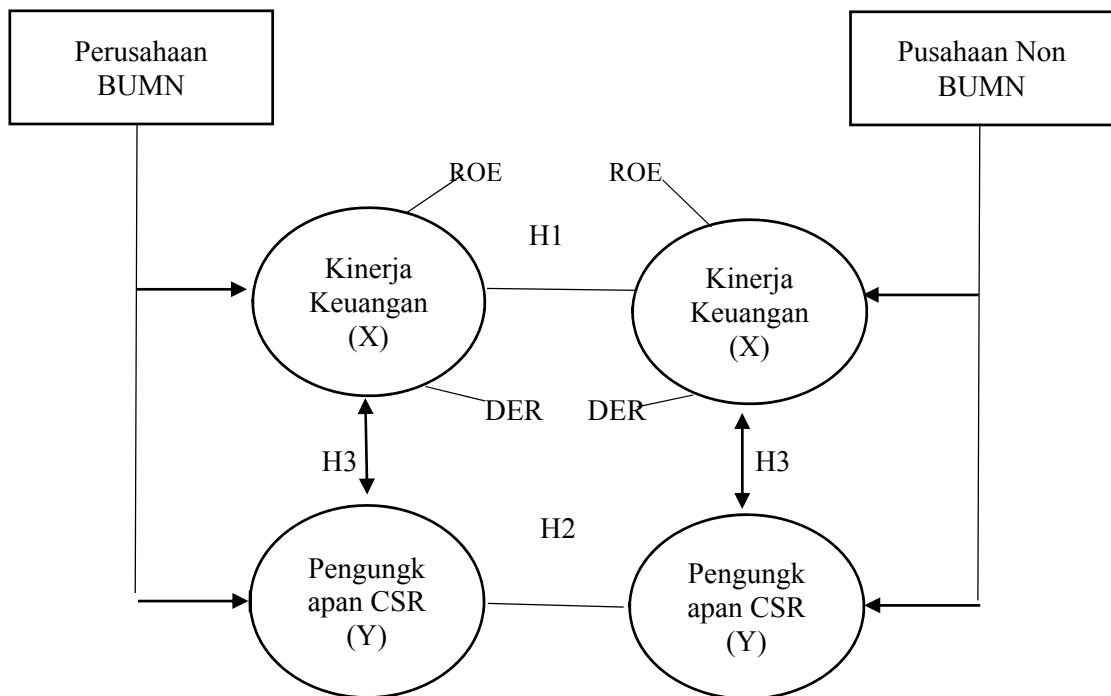 Perusahaan
BUMN
Pusahaan Non
BUMN
ROE
ROE
H1
Kinerja
Keuangan
(X)
Kinerja
Keuangan
(X)
DER
DER
H3
H3
H2
Pengungk
apan CSR
(Y)
Pengungk
apan CSR
(Y)